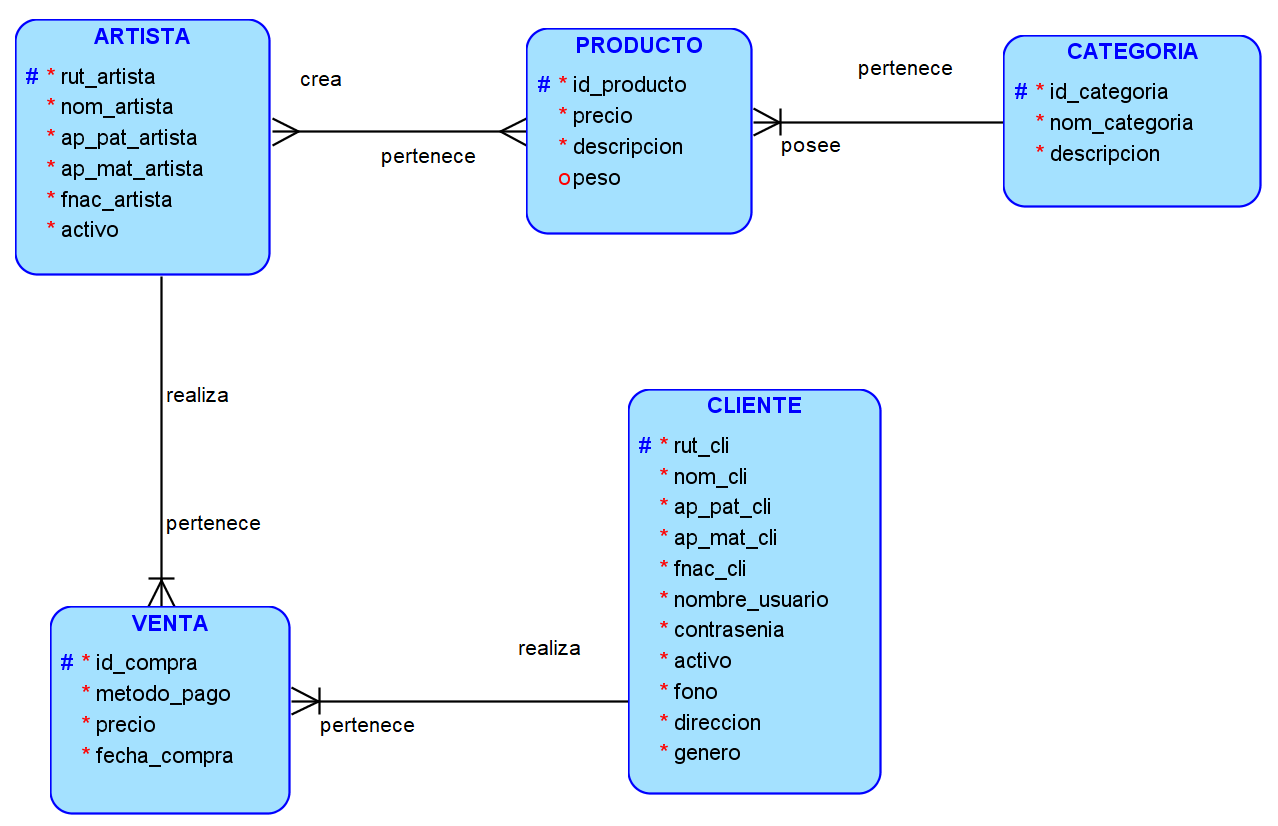 ARTISTA
# * rut_artista
* nom_artista
* ap_pat_artista
* ap_mat_artista
* fnac_artista
* activo
crea
pertenece
PRODUCTO
# * id_producto
* precio
* descripcion
o peso
pertenece
posee
CATEGORIA
# * id_categoria
* nom_categoria
* descripcion
realiza
pertenece
VENTA
# * id_compra
* metodo_pago
* precio
* fecha_compra
realiza
pertenece
CLIENTE
# * rut_cli
* nom_cli
* ap_pat_cli
* ap_mat_cli
* fnac_cli
* nombre_usuario
* contrasenia
* activo
* fono
* direccion
* genero